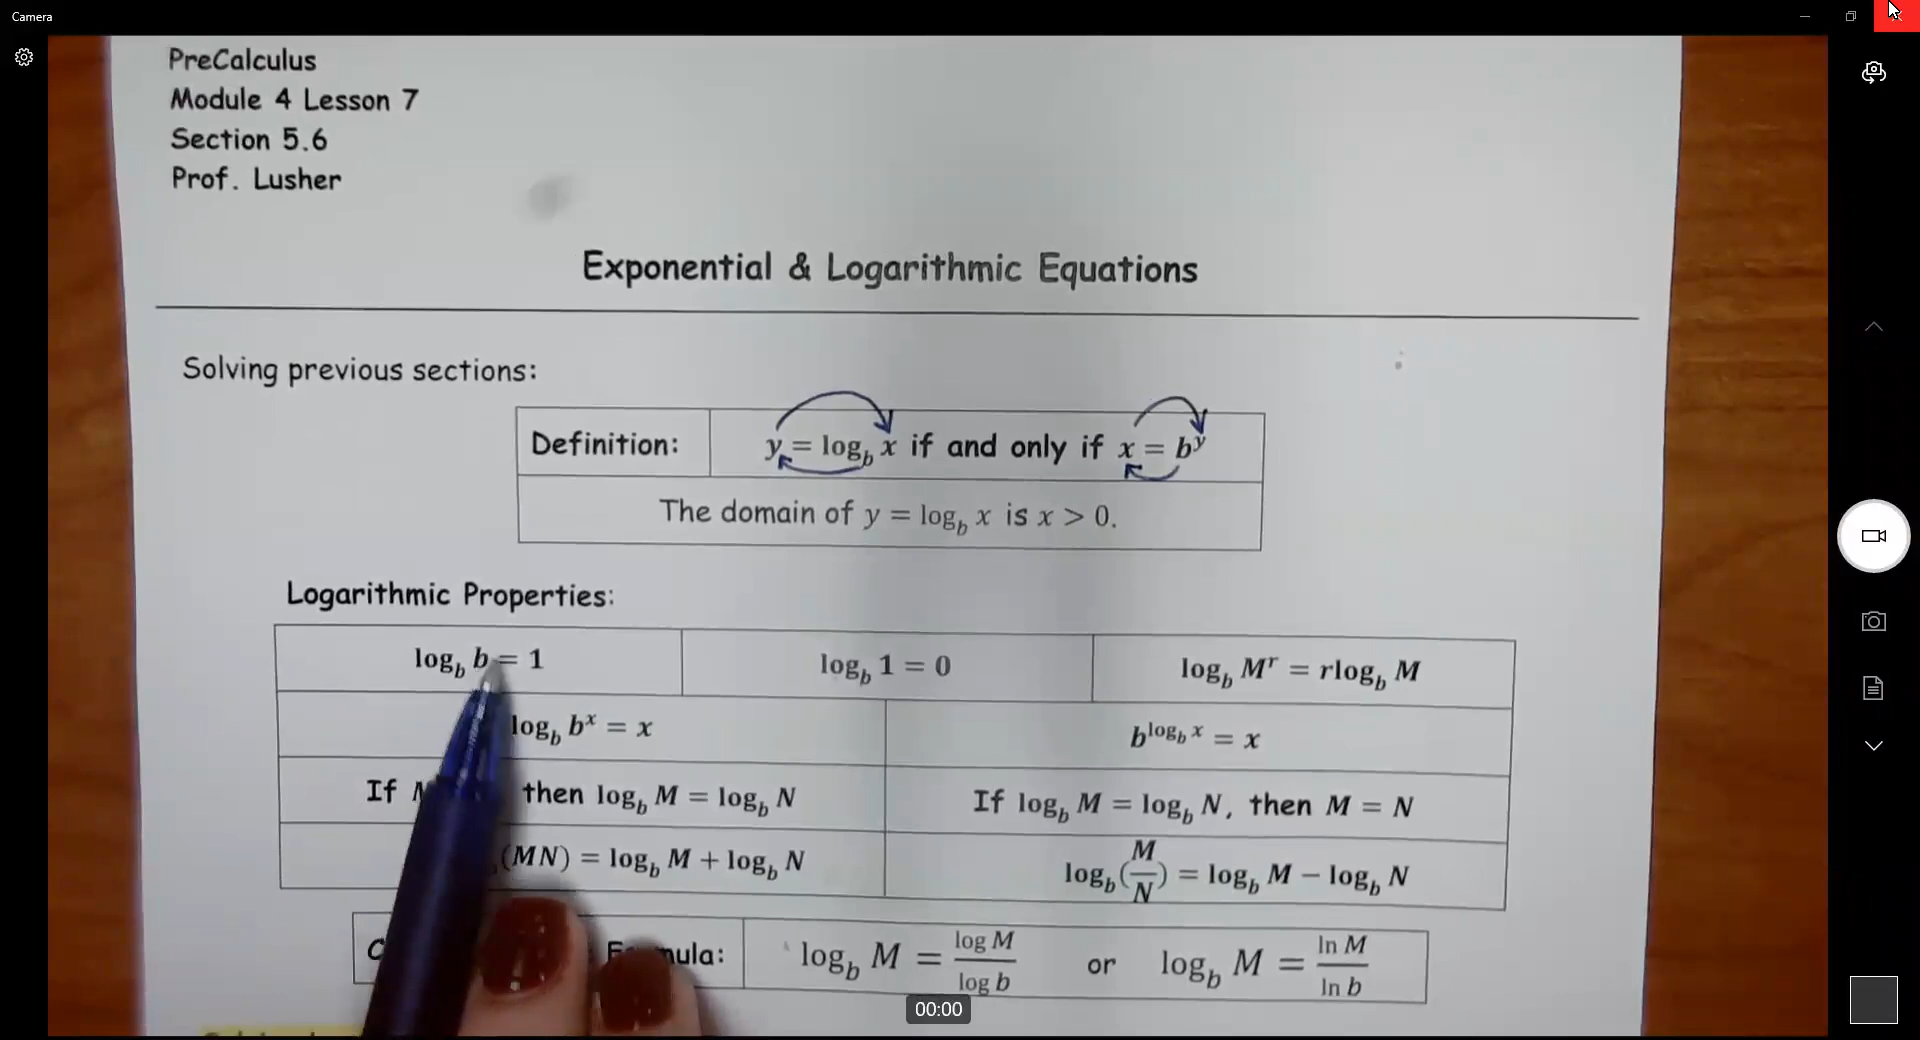 Camera
PreCalculus
Module 4 Lesson 7
Section 5.6
Prof. Lusher
Exponential & Logarithmic Equations
Solving previous sections:
Definition: y = log_b x if and only if x = b^y
The domain of y = log_b x is x > 0.
Logarithmic Properties:
log_b b = 1 log_b 1 = 0 log_b M^r = rlog_b M
log_b b^x = x b^{log_b x} = x
If then log_b M = log_b N If log_b M = log_b N, then M = N
(MN) = log_b M + log_b N log_b(M/N) = log_b M − log_b N
log_b M = log M / log b or log_b M = ln M / ln b
00:00